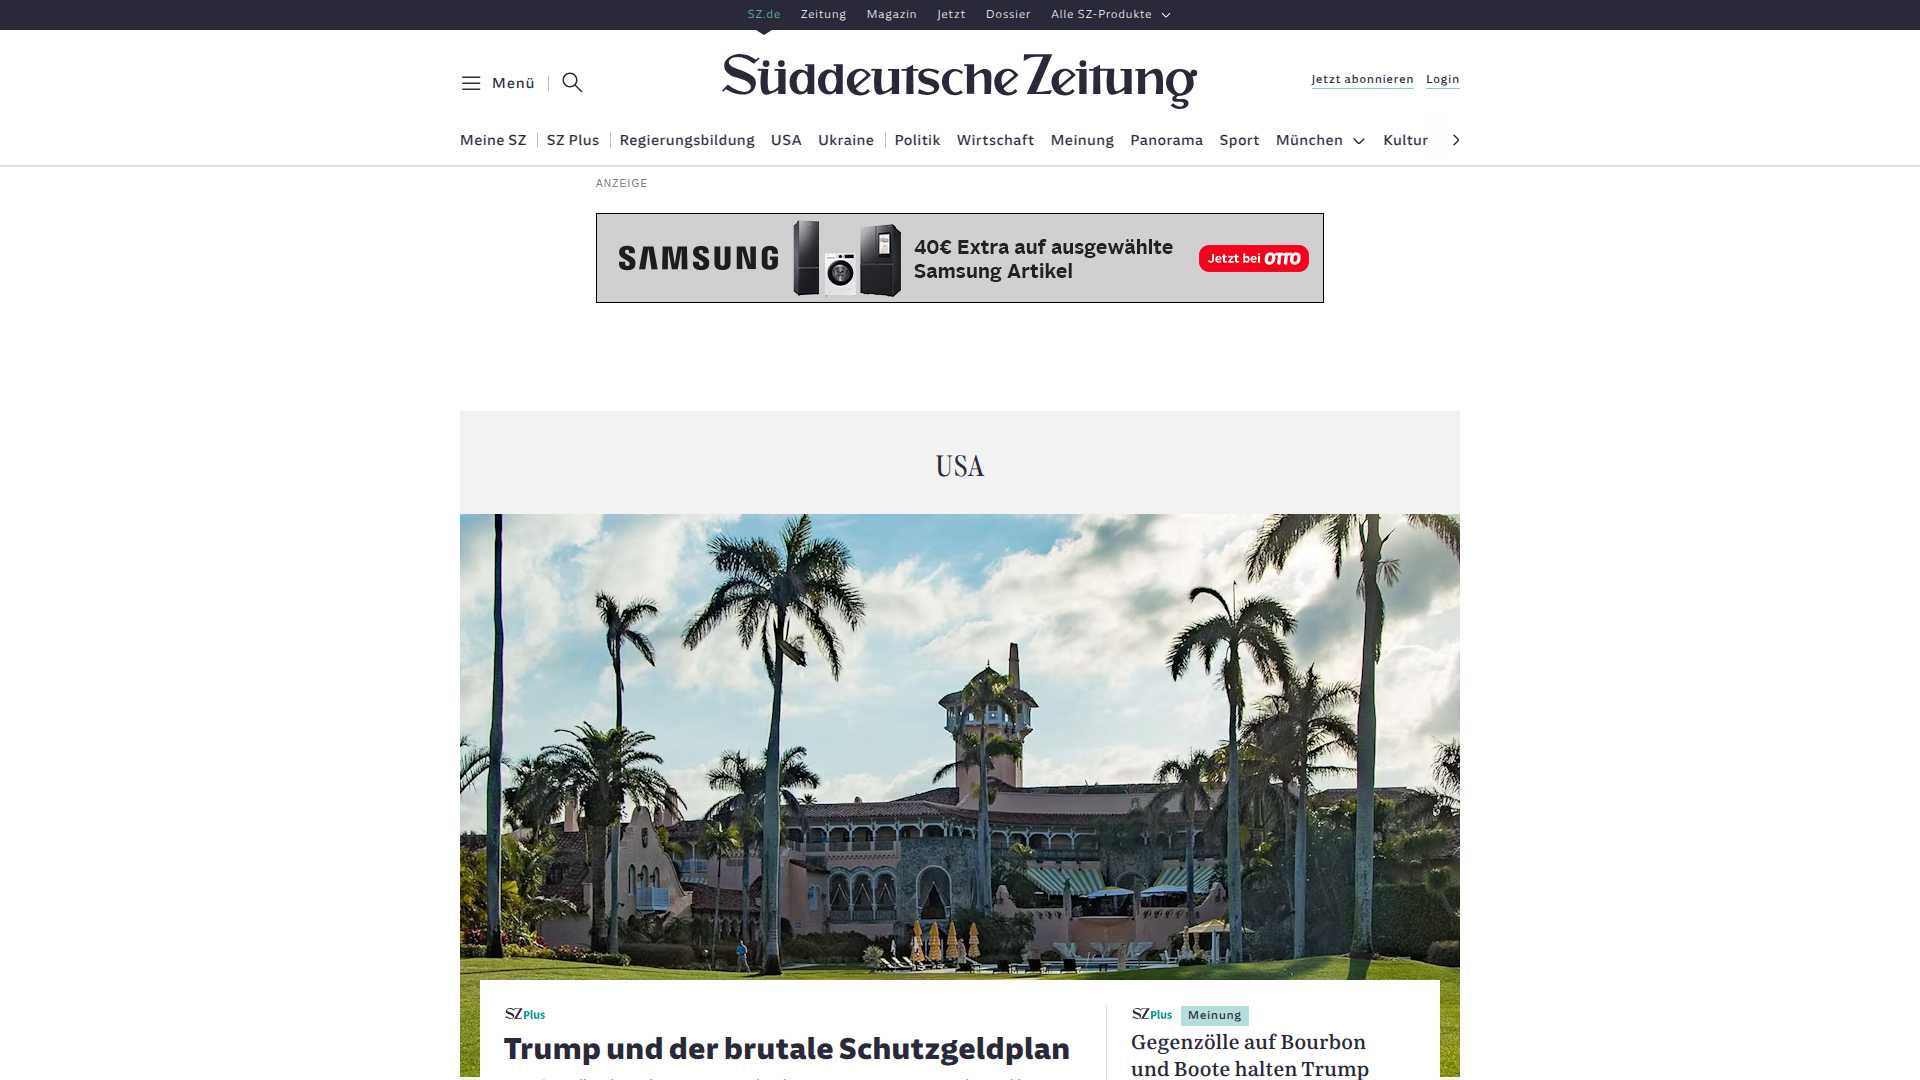 SZ.de Zeitung Magazin Jetzt Dossier Alle SZ-Produkte
Menü
Süddeutsche Zeitung
Jetzt abonnieren Login
Meine SZ SZ Plus Regierungsbildung USA Ukraine Politik Wirtschaft Meinung Panorama Sport München Kultur
ANZEIGE
SAMSUNG
40€ Extra auf ausgewählte
Samsung Artikel
Jetzt bei OTTO
USA
SZ Plus
Trump und der brutale Schutzgeldplan
SZ Plus Meinung
Gegenzölle auf Bourbon
und Boote halten Trump